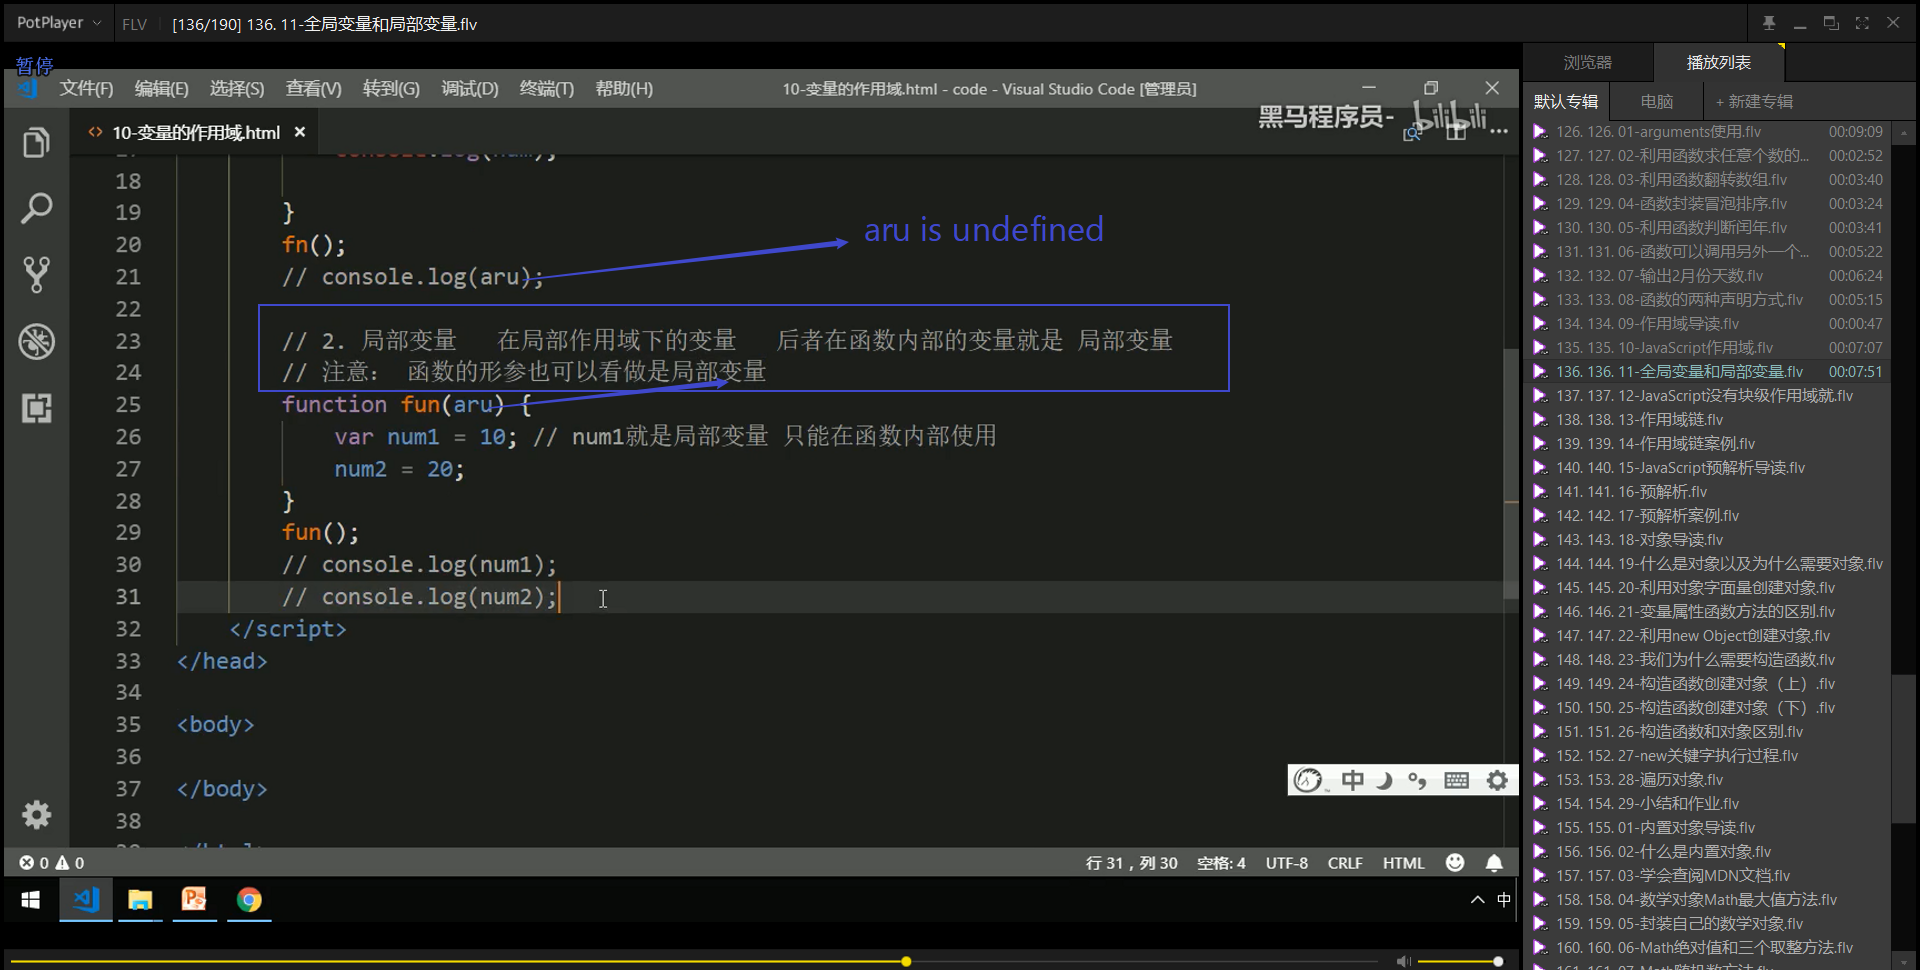 PotPlayer FLV [136/190] 136. 11-全局变量和局部变量.flv
暂停
文件(F) 编辑(E) 选择(S) 查看(V) 转到(G) 调试(D) 终端(T) 帮助(H) 10-变量的作用域.html - code - Visual Studio Code [管理员]
黑马程序员- bilibili
10-变量的作用域.html
18
19 }
20 fn();
21 // console.log(aru);
aru is undefined
22
23 // 2. 局部变量 在局部作用域下的变量 后者在函数内部的变量就是 局部变量
24 // 注意： 函数的形参也可以看做是局部变量
25 function fun(aru) {
26 var num1 = 10; // num1就是局部变量 只能在函数内部使用
27 num2 = 20;
28 }
29 fun();
30 // console.log(num1);
31 // console.log(num2);
32 </script>
33 </head>
34
35 <body>
36
37 </body>
38
中
0 0 行 31，列 30 空格: 4 UTF-8 CRLF HTML
中
浏览器 播放列表
默认专辑 电脑 + 新建专辑
126. 126. 01-arguments使用.flv 00:09:09
127. 127. 02-利用函数求任意个数的... 00:02:52
128. 128. 03-利用函数翻转数组.flv 00:03:40
129. 129. 04-函数封装冒泡排序.flv 00:03:24
130. 130. 05-利用函数判断闰年.flv 00:03:41
131. 131. 06-函数可以调用另外一个... 00:05:22
132. 132. 07-输出2月份天数.flv 00:06:24
133. 133. 08-函数的两种声明方式.flv 00:05:15
134. 134. 09-作用域导读.flv 00:00:47
135. 135. 10-JavaScript作用域.flv 00:07:07
136. 136. 11-全局变量和局部变量.flv 00:07:51
137. 137. 12-JavaScript没有块级作用域就.flv
138. 138. 13-作用域链.flv
139. 139. 14-作用域链案例.flv
140. 140. 15-JavaScript预解析导读.flv
141. 141. 16-预解析.flv
142. 142. 17-预解析案例.flv
143. 143. 18-对象导读.flv
144. 144. 19-什么是对象以及为什么需要对象.flv
145. 145. 20-利用对象字面量创建对象.flv
146. 146. 21-变量属性函数方法的区别.flv
147. 147. 22-利用new Object创建对象.flv
148. 148. 23-我们为什么需要构造函数.flv
149. 149. 24-构造函数创建对象（上）.flv
150. 150. 25-构造函数创建对象（下）.flv
151. 151. 26-构造函数和对象区别.flv
152. 152. 27-new关键字执行过程.flv
153. 153. 28-遍历对象.flv
154. 154. 29-小结和作业.flv
155. 155. 01-内置对象导读.flv
156. 156. 02-什么是内置对象.flv
157. 157. 03-学会查阅MDN文档.flv
158. 158. 04-数学对象Math最大值方法.flv
159. 159. 05-封装自己的数学对象.flv
160. 160. 06-Math绝对值和三个取整方法.flv